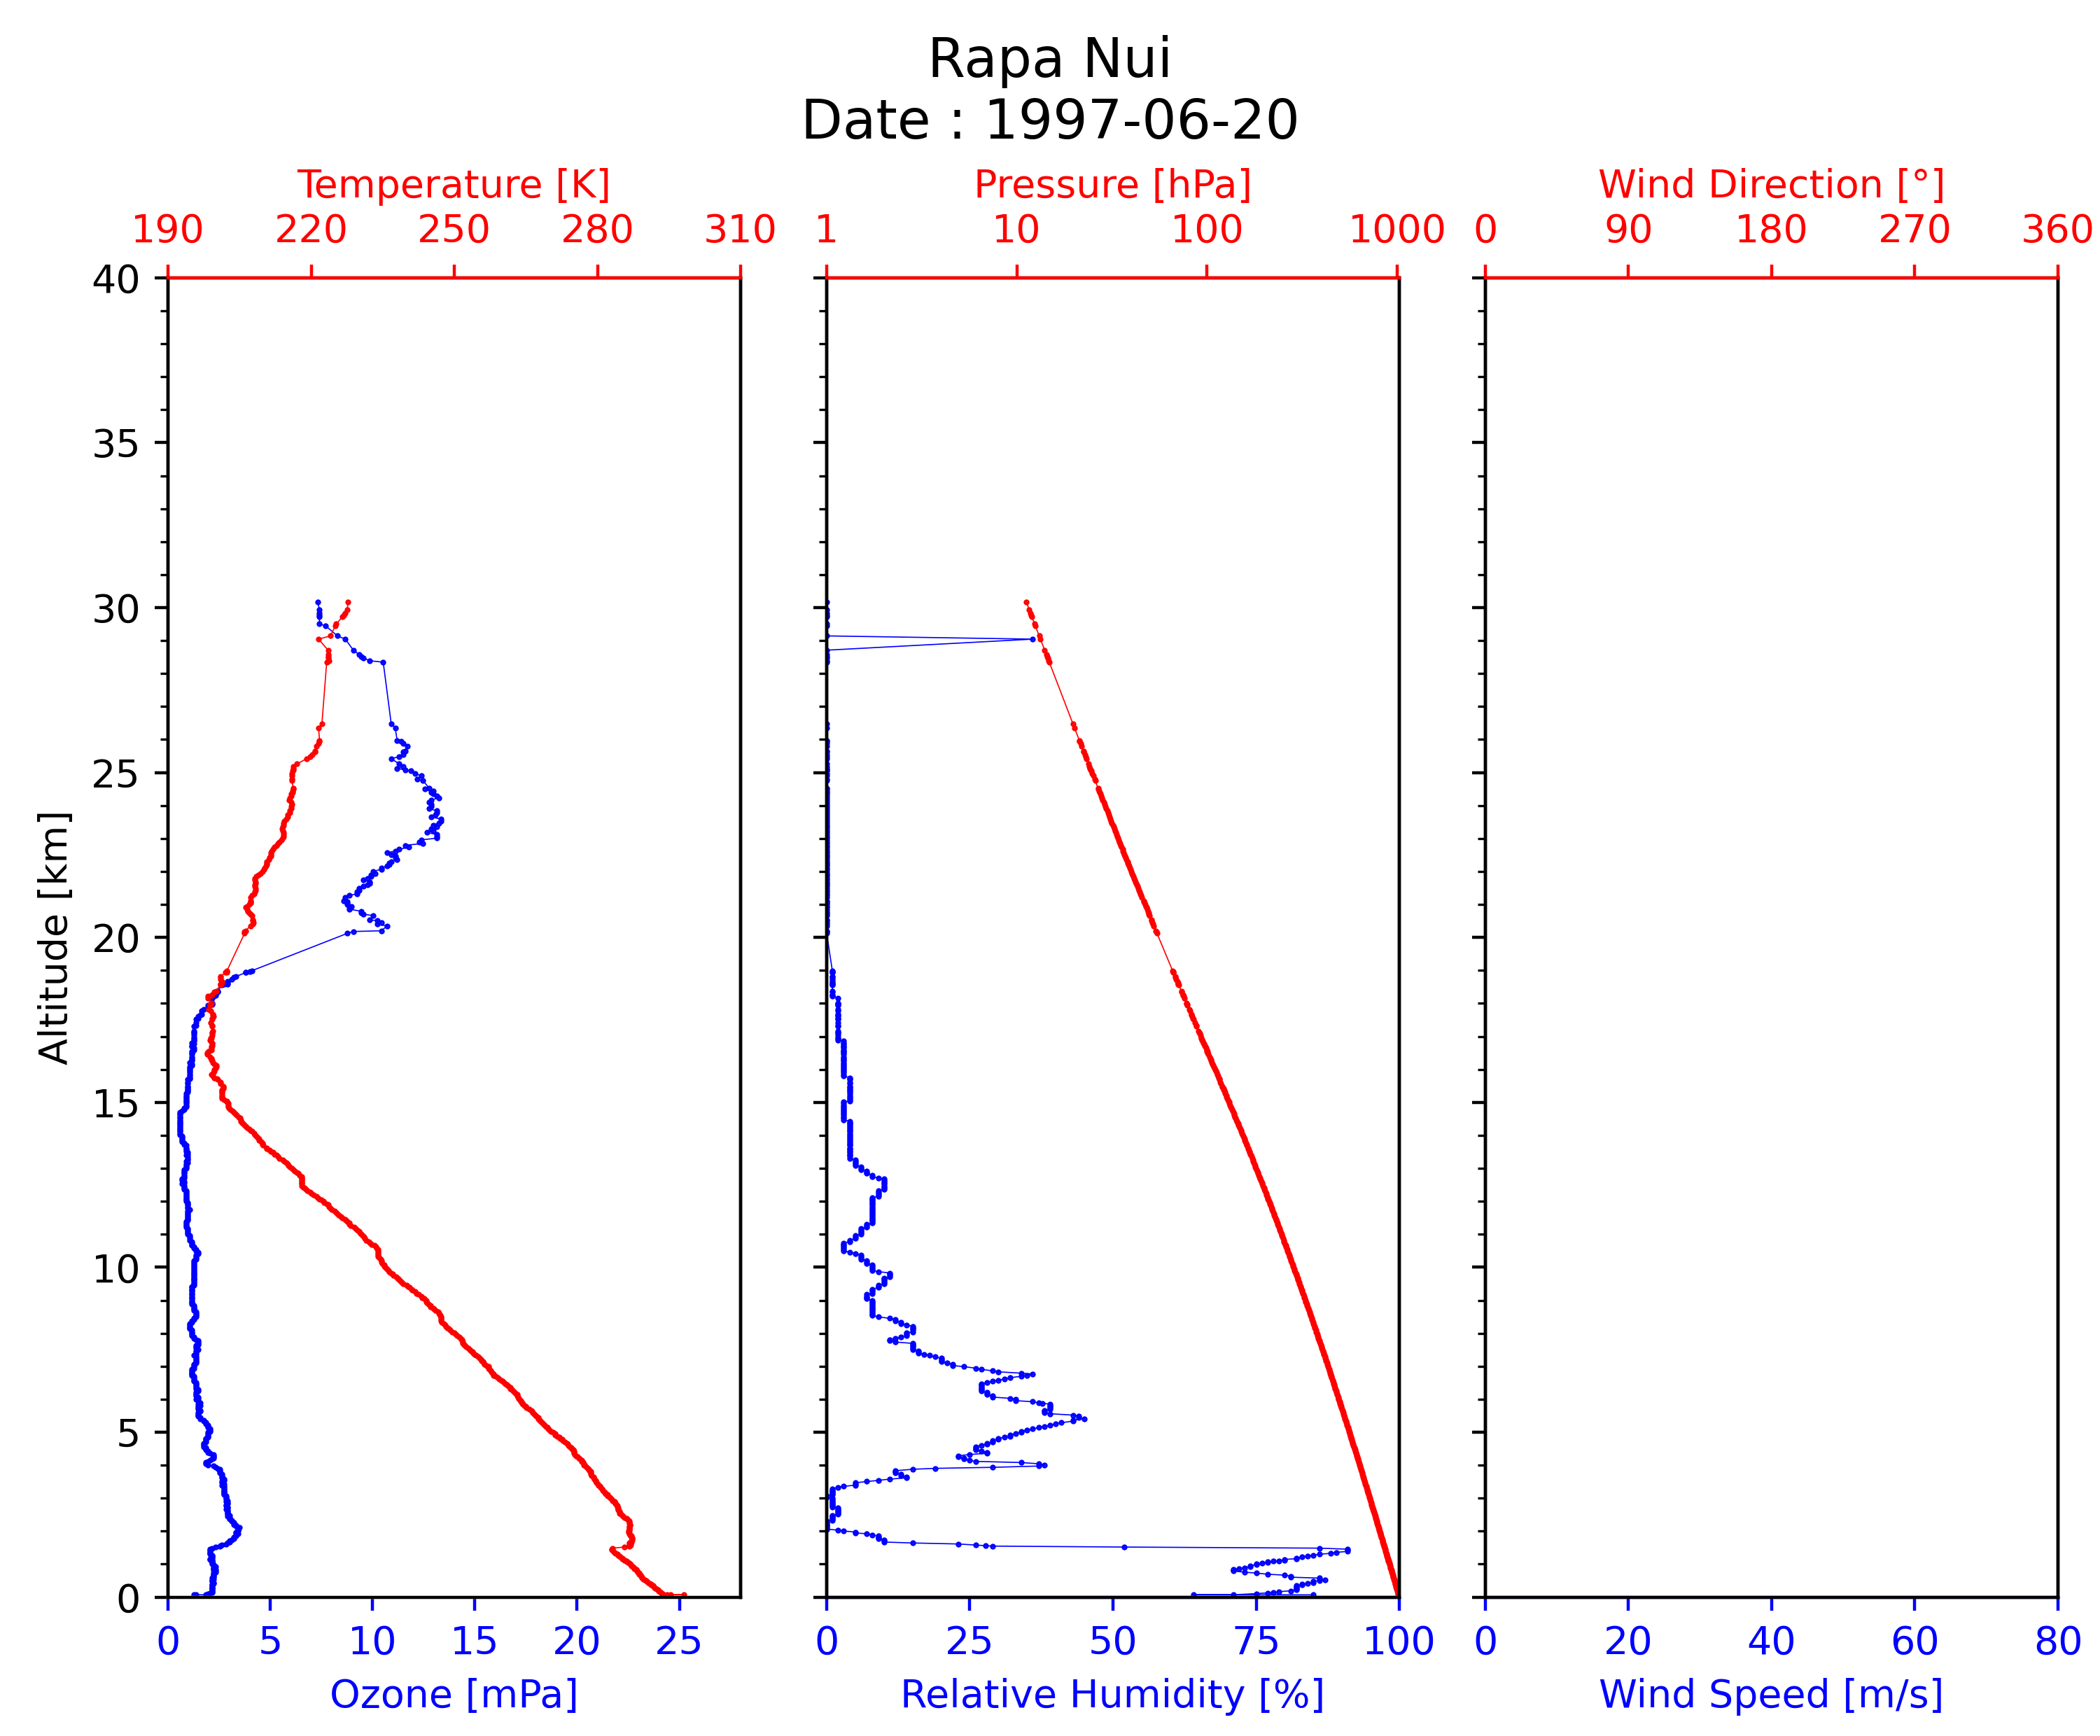 Rapa Nui
Date : 1997-06-20
Temperature [K]
190 220 250 280 310
Pressure [hPa]
1 10 100 1000
Wind Direction [°]
0 90 180 270 360
Altitude [km]
40
35
30
25
20
15
10
5
0
0 5 10 15 20 25
Ozone [mPa]
0 25 50 75 100
Relative Humidity [%]
0 20 40 60 80
Wind Speed [m/s]